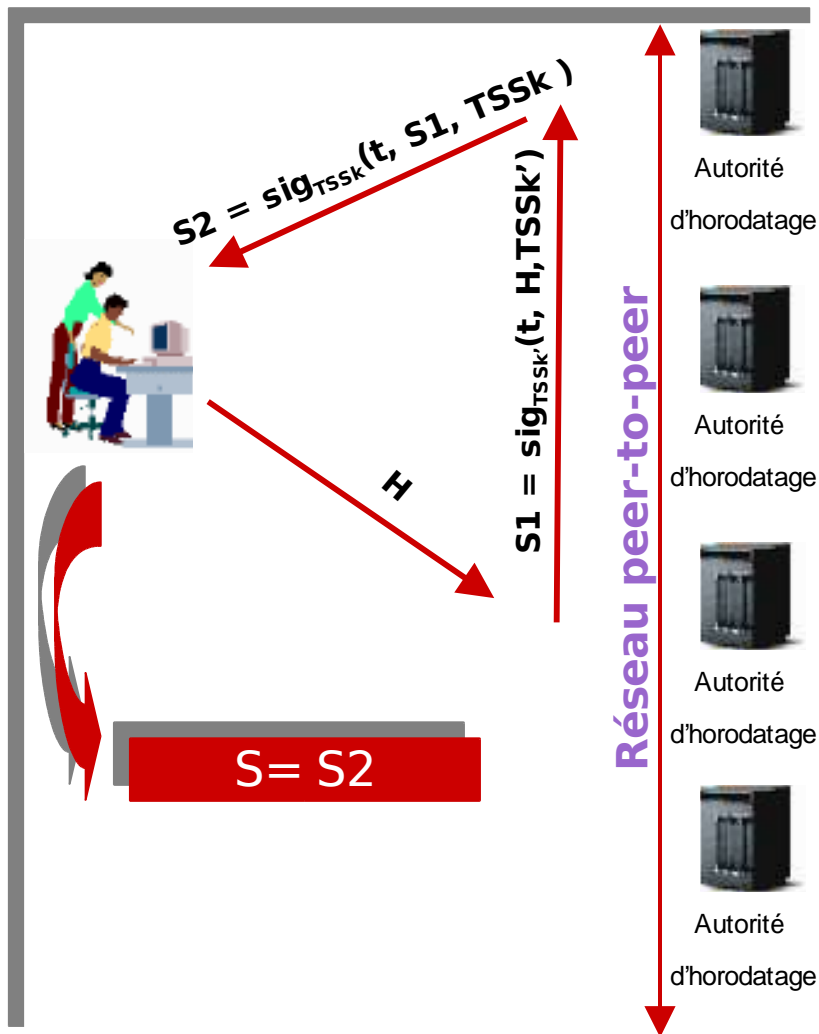 S2 = sigTSSk(t, S1, TSSk )
S1 = sigTSSk'(t, H,TSSk’)
H
S= S2
Réseau peer-to-peer
Autorité
d'horodatage
Autorité
d'horodatage
Autorité
d'horodatage
Autorité
d'horodatage